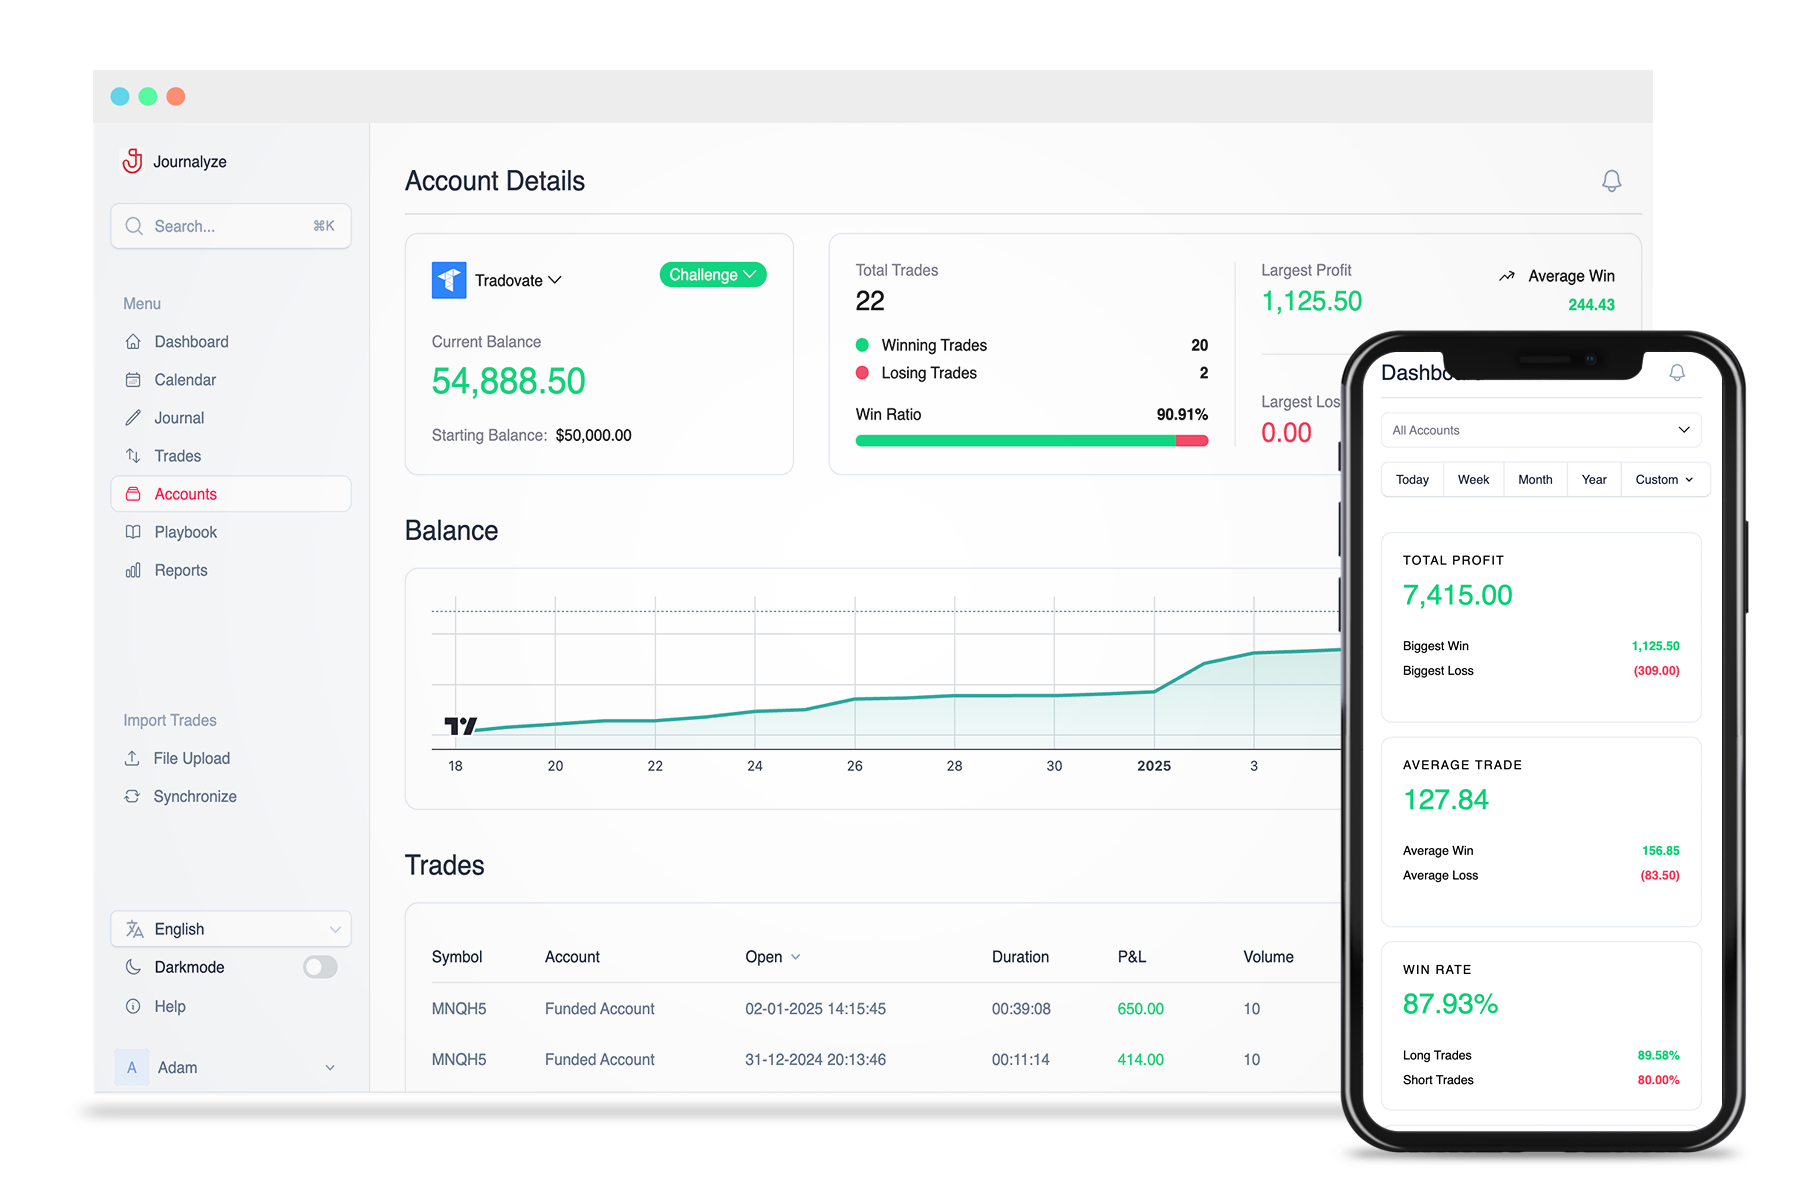 Journalyze
Search... ⌘K
Menu
Dashboard
Calendar
Journal
Trades
Accounts
Playbook
Reports
Import Trades
File Upload
Synchronize
English
Darkmode
Help
A Adam
Account Details
Tradovate Challenge
Current Balance
54,888.50
Starting Balance: $50,000.00
Total Trades
22
Winning Trades 20
Losing Trades 2
Win Ratio 90.91%
Largest Profit
1,125.50
Average Win
244.43
Largest Los
0.00
Balance
18 20 22 24 26 28 30 2025 3
Trades
Symbol Account Open Duration P&L Volume
MNQH5 Funded Account 02-01-2025 14:15:45 00:39:08 650.00 10
MNQH5 Funded Account 31-12-2024 20:13:46 00:11:14 414.00 10
Dashbo
All Accounts
Today Week Month Year Custom
TOTAL PROFIT
7,415.00
Biggest Win 1,125.50
Biggest Loss (309.00)
AVERAGE TRADE
127.84
Average Win 156.85
Average Loss (83.50)
WIN RATE
87.93%
Long Trades 89.58%
Short Trades 80.00%